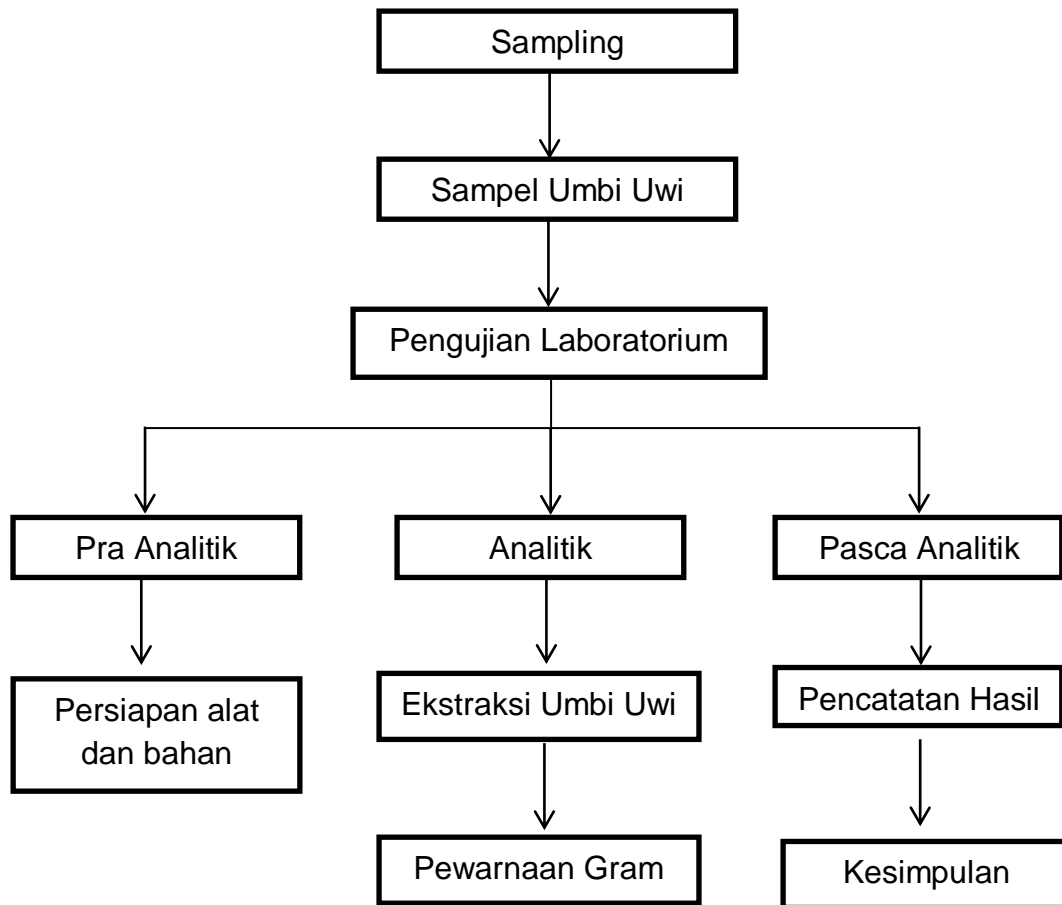 Sampling
Sampel Umbi Uwi
Pengujian Laboratorium
Pra Analitik
Analitik
Pasca Analitik
Persiapan alat
dan bahan
Ekstraksi Umbi Uwi
Pencatatan Hasil
Pewarnaan Gram
Kesimpulan